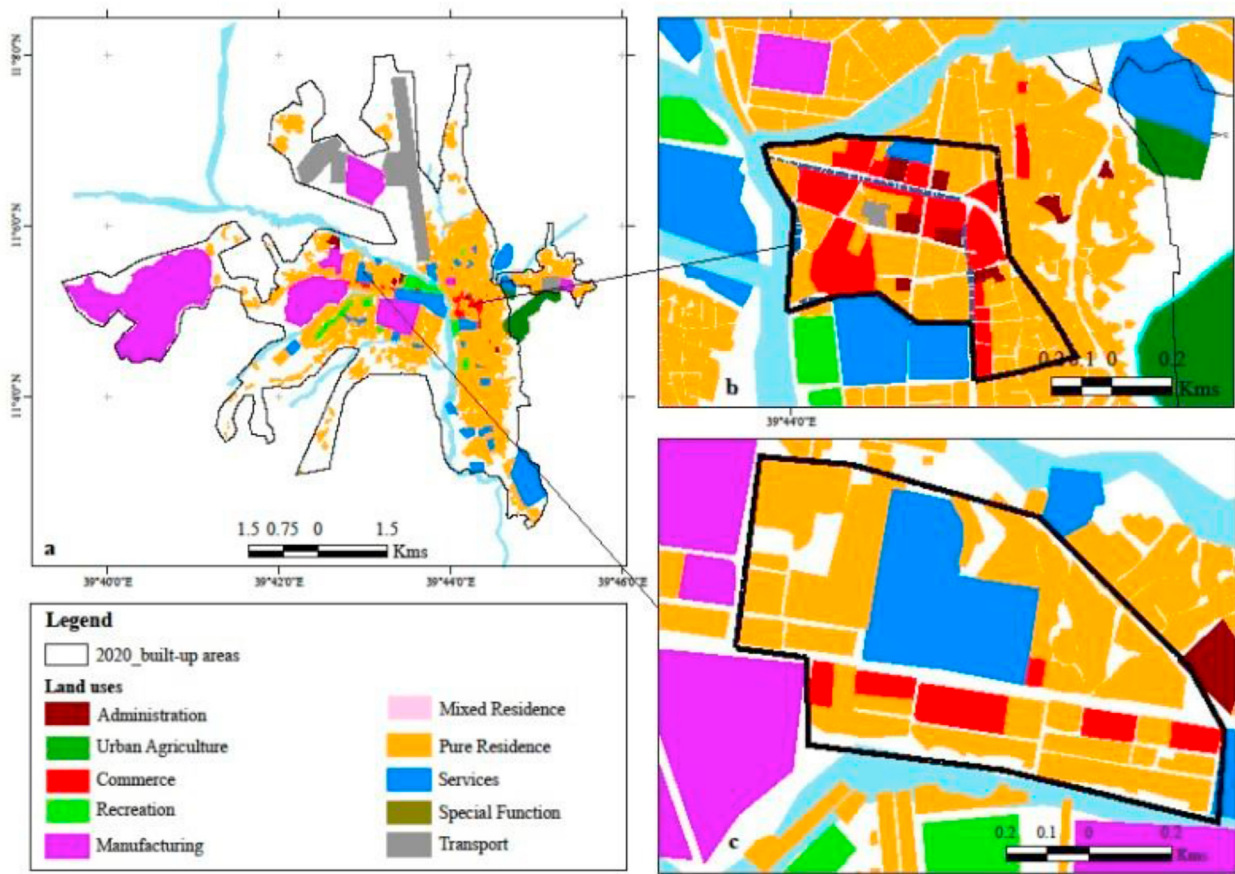 11°8'0"N
11°6'0"N
11°4'0"N
a
1.5 0.75 0 1.5
Kms
39°40'0"E 39°42'0"E 39°44'0"E 39°46'0"E
b
0.2 0.1 0 0.2
Kms
39°44'0"E
c
0.2 0.1 0 0.2
Kms
Legend
2020_built-up areas
Land uses
Administration
Urban Agriculture
Commerce
Recreation
Manufacturing
Mixed Residence
Pure Residence
Services
Special Function
Transport